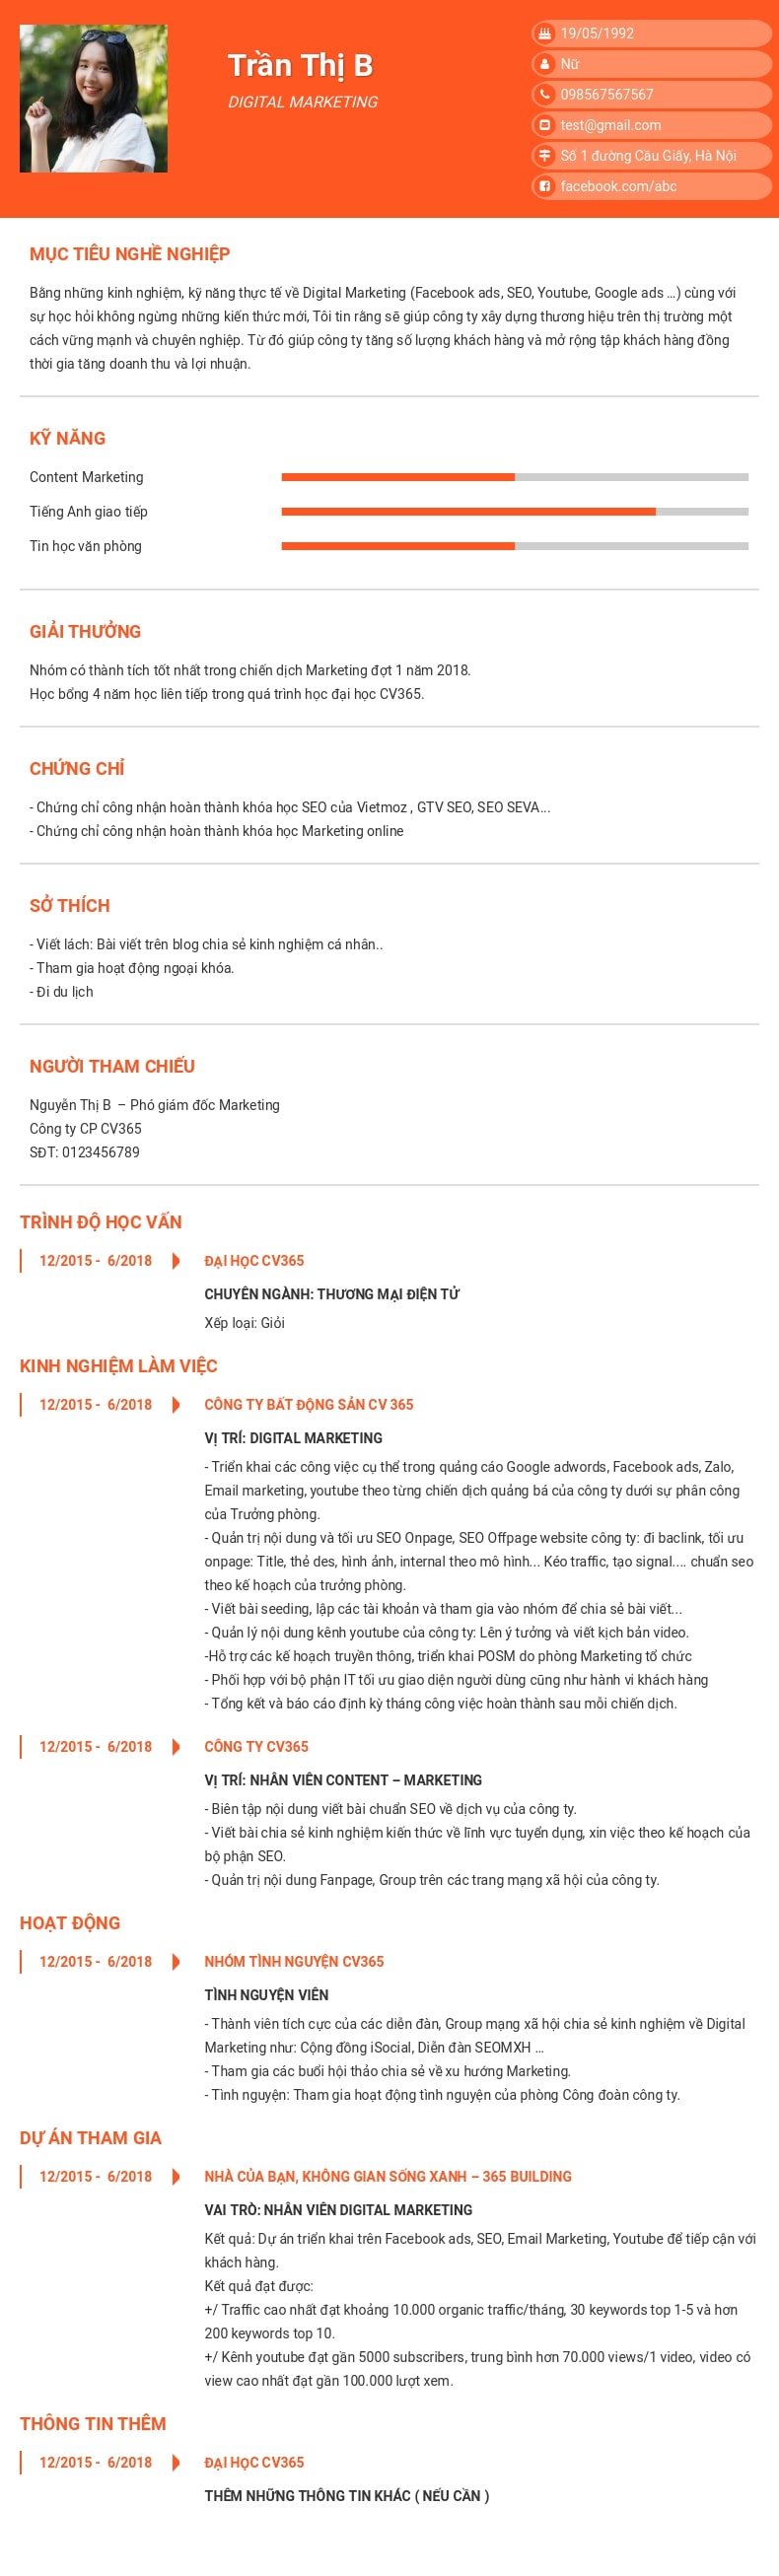 Trần Thị B
DIGITAL MARKETING
19/05/1992
Nữ
098567567567
test@gmail.com
Số 1 đường Cầu Giấy, Hà Nội
facebook.com/abc
MỤC TIÊU NGHỀ NGHIỆP
Bằng những kinh nghiệm, kỹ năng thực tế về Digital Marketing (Facebook ads, SEO, Youtube, Google ads ...) cùng với
sự học hỏi không ngừng những kiến thức mới, Tôi tin rằng sẽ giúp công ty xây dựng thương hiệu trên thị trường một
cách vững mạnh và chuyên nghiệp. Từ đó giúp công ty tăng số lượng khách hàng và mở rộng tập khách hàng đồng
thời gia tăng doanh thu và lợi nhuận.
KỸ NĂNG
Content Marketing
Tiếng Anh giao tiếp
Tin học văn phòng
GIẢI THƯỞNG
Nhóm có thành tích tốt nhất trong chiến dịch Marketing đợt 1 năm 2018.
Học bổng 4 năm học liên tiếp trong quá trình học đại học CV365.
CHỨNG CHỈ
- Chứng chỉ công nhận hoàn thành khóa học SEO của Vietmoz , GTV SEO, SEO SEVA...
- Chứng chỉ công nhận hoàn thành khóa học Marketing online
SỞ THÍCH
- Viết lách: Bài viết trên blog chia sẻ kinh nghiệm cá nhân..
- Tham gia hoạt động ngoại khóa.
- Đi du lịch
NGƯỜI THAM CHIẾU
Nguyễn Thị B – Phó giám đốc Marketing
Công ty CP CV365
SĐT: 0123456789
TRÌNH ĐỘ HỌC VẤN
12/2015 - 6/2018
ĐẠI HỌC CV365
CHUYÊN NGÀNH: THƯƠNG MẠI ĐIỆN TỬ
Xếp loại: Giỏi
KINH NGHIỆM LÀM VIỆC
12/2015 - 6/2018
CÔNG TY BẤT ĐỘNG SẢN CV 365
VỊ TRÍ: DIGITAL MARKETING
- Triển khai các công việc cụ thể trong quảng cáo Google adwords, Facebook ads, Zalo,
Email marketing, youtube theo từng chiến dịch quảng bá của công ty dưới sự phân công
của Trưởng phòng.
- Quản trị nội dung và tối ưu SEO Onpage, SEO Offpage website công ty: đi baclink, tối ưu
onpage: Title, thẻ des, hình ảnh, internal theo mô hình... Kéo traffic, tạo signal.... chuẩn seo
theo kế hoạch của trưởng phòng.
- Viết bài seeding, lập các tài khoản và tham gia vào nhóm để chia sẻ bài viết...
- Quản lý nội dung kênh youtube của công ty: Lên ý tưởng và viết kịch bản video.
-Hỗ trợ các kế hoạch truyền thông, triển khai POSM do phòng Marketing tổ chức
- Phối hợp với bộ phận IT tối ưu giao diện người dùng cũng như hành vi khách hàng
- Tổng kết và báo cáo định kỳ tháng công việc hoàn thành sau mỗi chiến dịch.
12/2015 - 6/2018
CÔNG TY CV365
VỊ TRÍ: NHÂN VIÊN CONTENT – MARKETING
- Biên tập nội dung viết bài chuẩn SEO về dịch vụ của công ty.
- Viết bài chia sẻ kinh nghiệm kiến thức về lĩnh vực tuyển dụng, xin việc theo kế hoạch của
bộ phận SEO.
- Quản trị nội dung Fanpage, Group trên các trang mạng xã hội của công ty.
HOẠT ĐỘNG
12/2015 - 6/2018
NHÓM TÌNH NGUYỆN CV365
TÌNH NGUYỆN VIÊN
- Thành viên tích cực của các diễn đàn, Group mạng xã hội chia sẻ kinh nghiệm về Digital
Marketing như: Cộng đồng iSocial, Diễn đàn SEOMXH ...
- Tham gia các buổi hội thảo chia sẻ về xu hướng Marketing.
- Tình nguyện: Tham gia hoạt động tình nguyện của phòng Công đoàn công ty.
DỰ ÁN THAM GIA
12/2015 - 6/2018
NHÀ CỦA BẠN, KHÔNG GIAN SỐNG XANH – 365 BUILDING
VAI TRÒ: NHÂN VIÊN DIGITAL MARKETING
Kết quả: Dự án triển khai trên Facebook ads, SEO, Email Marketing, Youtube để tiếp cận với
khách hàng.
Kết quả đạt được:
+/ Traffic cao nhất đạt khoảng 10.000 organic traffic/tháng, 30 keywords top 1-5 và hơn
200 keywords top 10.
+/ Kênh youtube đạt gần 5000 subscribers, trung bình hơn 70.000 views/1 video, video có
view cao nhất đạt gần 100.000 lượt xem.
THÔNG TIN THÊM
12/2015 - 6/2018
ĐẠI HỌC CV365
THÊM NHỮNG THÔNG TIN KHÁC ( NẾU CẦN )